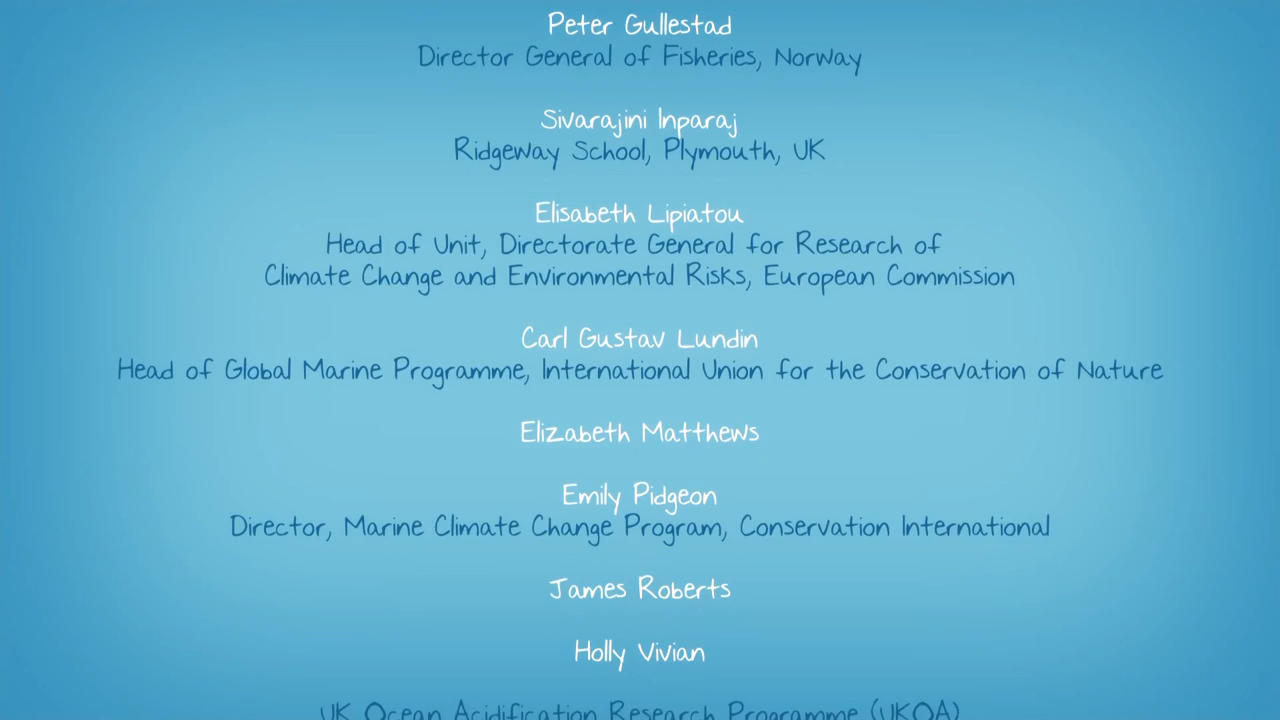 Peter Gullestad
Director General of Fisheries, Norway
Sivarajini Inparaj
Ridgeway School, Plymouth, UK
Elisabeth Lipiatou
Head of Unit, Directorate General for Research of
Climate Change and Environmental Risks, European Commission
Carl Gustav Lundin
Head of Global Marine Programme, International Union for the Conservation of Nature
Elizabeth Matthews
Emily Pidgeon
Director, Marine Climate Change Program, Conservation International
James Roberts
Holly Vivian
UK Ocean Acidification Research Programme (UKOA)